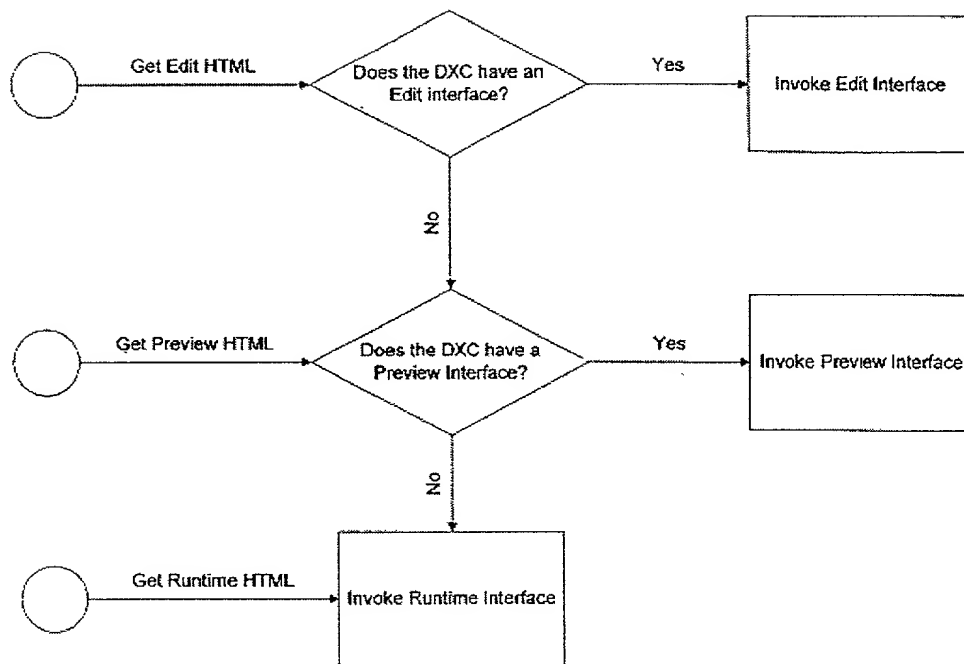 Get Edit HTML
Does the DXC have an
Edit interface?
Yes
Invoke Edit Interface
No
Get Preview HTML
Does the DXC have a
Preview Interface?
Yes
Invoke Preview Interface
No
Get Runtime HTML
Invoke Runtime Interface